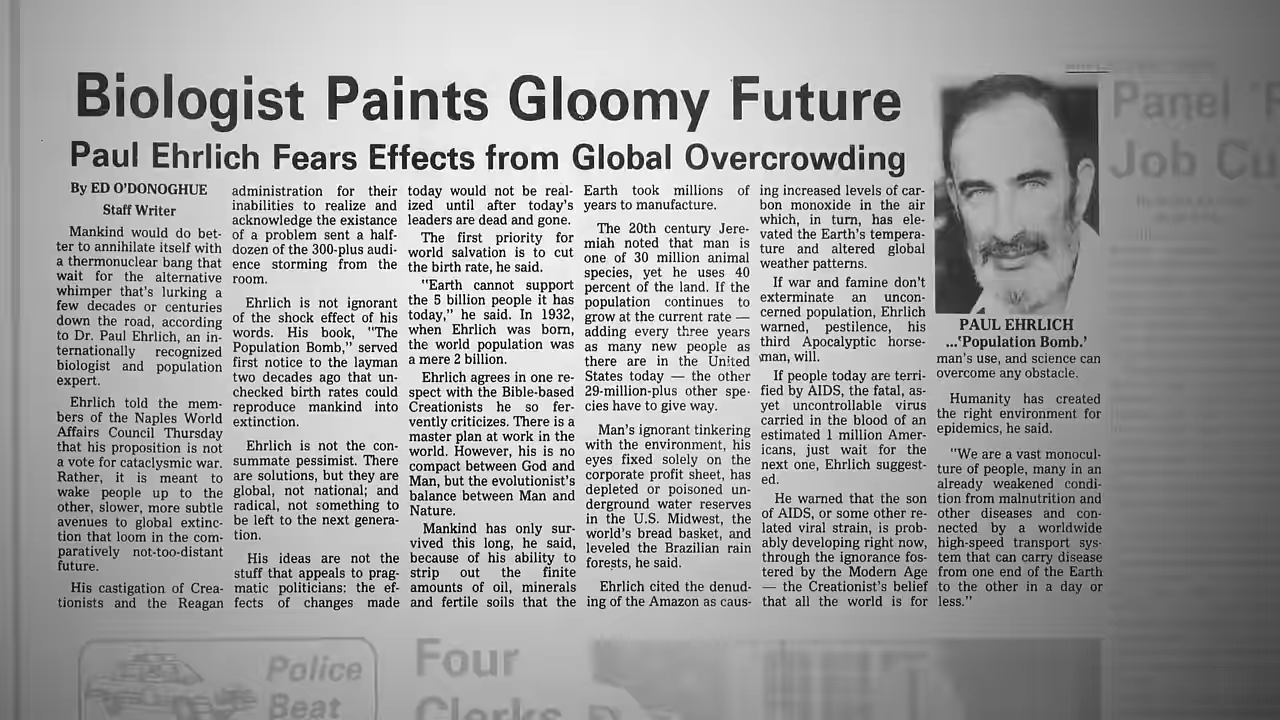 Biologist Paints Gloomy Future
Paul Ehrlich Fears Effects from Global Overcrowding
By ED O'DONOGHUE
Staff Writer
Mankind would do bet-
ter to annihilate itself with
a thermonuclear bang that
wait for the alternative
whimper that's lurking a
few decades or centuries
down the road, according
to Dr. Paul Ehrlich, an in-
ternationally recognized
biologist and population
expert.
Ehrlich told the mem-
bers of the Naples World
Affairs Council Thursday
that his proposition is not
a vote for cataclysmic war.
Rather, it is meant to
wake people up to the
other, slower, more subtle
avenues to global extinc-
tion that loom in the com-
paratively not-too-distant
future.
His castigation of Crea-
tionists and the Reagan
administration for their
inabilities to realize and
acknowledge the existance
of a problem sent a half-
dozen of the 300-plus audi-
ence storming from the
room.
Ehrlich is not ignorant
of the shock effect of his
words. His book, "The
Population Bomb," served
first notice to the layman
two decades ago that un-
checked birth rates could
reproduce mankind into
extinction.
Ehrlich is not the con-
summate pessimist. There
are solutions, but they are
global, not national; and
radical, not something to
be left to the next genera-
tion.
His ideas are not the
stuff that appeals to prag-
matic politicians: the ef-
fects of changes made
today would not be real-
ized until after today's
leaders are dead and gone.
The first priority for
world salvation is to cut
the birth rate, he said.
"Earth cannot support
the 5 billion people it has
today," he said. In 1932,
when Ehrlich was born,
the world population was
a mere 2 billion.
Ehrlich agrees in one re-
spect with the Bible-based
Creationists he so fer-
vently criticizes. There is a
master plan at work in the
world. However, his is no
compact between God and
Man, but the evolutionist's
balance between Man and
Nature.
Mankind has only sur-
vived this long, he said,
because of his ability to
strip out the finite
amounts of oil, minerals
and fertile soils that the
Earth took millions of
years to manufacture.
The 20th century Jere-
miah noted that man is
one of 30 million animal
species, yet he uses 40
percent of the land. If the
population continues to
grow at the current rate —
adding every three years
as many new people as
there are in the United
States today — the other
29-million-plus other spe-
cies have to give way.
Man's ignorant tinkering
with the environment, his
eyes fixed solely on the
corporate profit sheet, has
depleted or poisoned un-
derground water reserves
in the U.S. Midwest, the
world's bread basket, and
leveled the Brazilian rain
forests, he said.
Ehrlich cited the denud-
ing of the Amazon as caus-
ing increased levels of car-
bon monoxide in the air
which, in turn, has ele-
vated the Earth's tempera-
ture and altered global
weather patterns.
If war and famine don't
exterminate an uncon-
cerned population, Ehrlich
warned, pestilence, his
third Apocalyptic horse-
man, will.
If people today are terri-
fied by AIDS, the fatal, as-
yet uncontrollable virus
carried in the blood of an
estimated 1 million Amer-
icans, just wait for the
next one, Ehrlich suggest-
ed.
He warned that the son
of AIDS, or some other re-
lated viral strain, is prob-
ably developing right now,
through the ignorance fos-
tered by the Modern Age
— the Creationist's belief
that all the world is for
PAUL EHRLICH
...'Population Bomb.'
man's use, and science can
overcome any obstacle.
Humanity has created
the right environment for
epidemics, he said.
"We are a vast monocul-
ture of people, many in an
already weakened condi-
tion from malnutrition and
other diseases and con-
nected by a worldwide
high-speed transport sys-
tem that can carry disease
from one end of the Earth
to the other in a day or
less."
Panel
Job Cu
Police
Beat
Four
Clerks